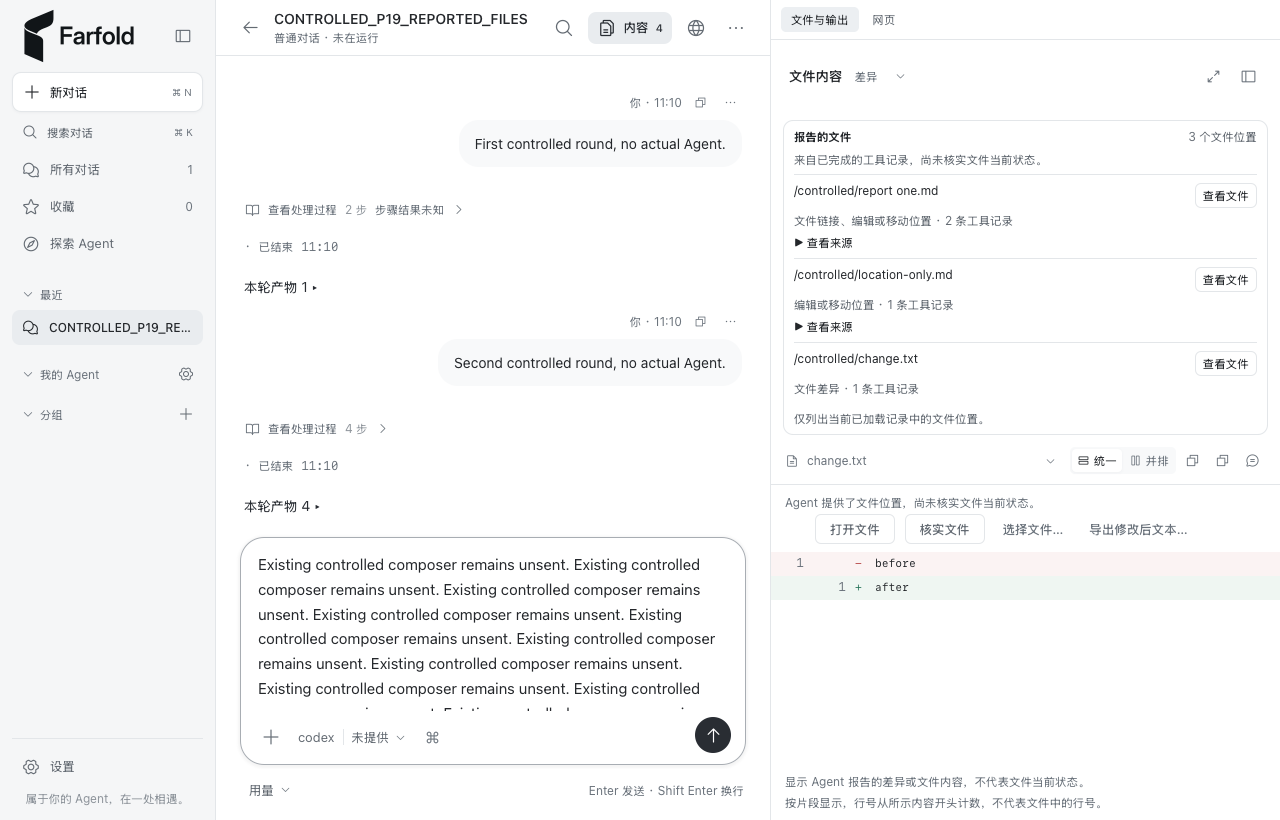 Farfold
新对话 ⌘ N
搜索对话 ⌘ K
所有对话 1
收藏 0
探索 Agent
最近
CONTROLLED_P19_RE...
我的 Agent
分组
设置
属于你的 Agent，在一处相遇。
CONTROLLED_P19_REPORTED_FILES
普通对话 · 未在运行
内容 4
你 · 11:10
First controlled round, no actual Agent.
查看处理过程 2 步 步骤结果未知
· 已结束 11:10
本轮产物 1 ▸
你 · 11:10
Second controlled round, no actual Agent.
查看处理过程 4 步
· 已结束 11:10
本轮产物 4 ▸
Existing controlled composer remains unsent. Existing controlled
composer remains unsent. Existing controlled composer remains
unsent. Existing controlled composer remains unsent. Existing
controlled composer remains unsent. Existing controlled composer
remains unsent. Existing controlled composer remains unsent.
Existing controlled composer remains unsent. Existing controlled
codex 未提供 ⌘
用量
Enter 发送 · Shift Enter 换行
文件与输出 网页
文件内容 差异
报告的文件 3 个文件位置
来自已完成的工具记录，尚未核实文件当前状态。
/controlled/report one.md 查看文件
文件链接、编辑或移动位置 · 2 条工具记录
▶ 查看来源
/controlled/location-only.md 查看文件
编辑或移动位置 · 1 条工具记录
▶ 查看来源
/controlled/change.txt 查看文件
文件差异 · 1 条工具记录
仅列出当前已加载记录中的文件位置。
change.txt 统一 并排
Agent 提供了文件位置，尚未核实文件当前状态。
打开文件 核实文件 选择文件... 导出修改后文本...
1 − before
1 + after
显示 Agent 报告的差异或文件内容，不代表文件当前状态。
按片段显示，行号从所示内容开头计数，不代表文件中的行号。